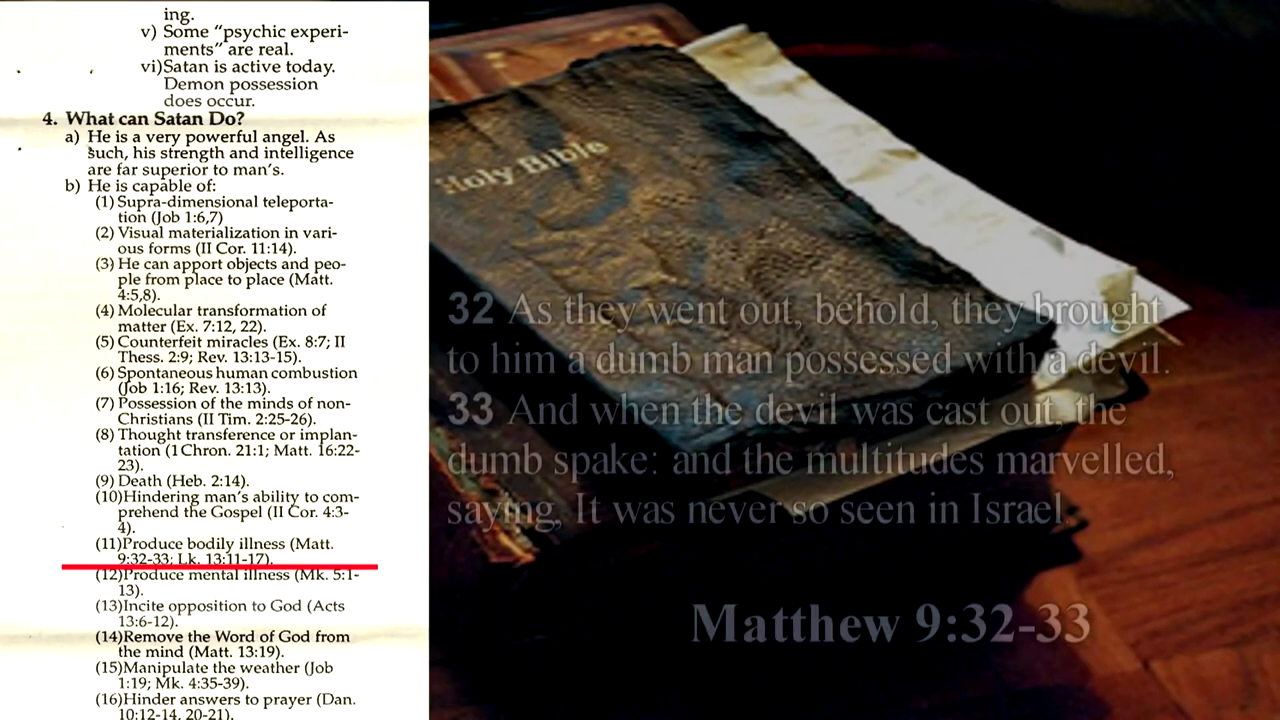 ing.
v) Some “psychic experi-
ments” are real.
vi)Satan is active today.
Demon possession
does occur.
4. What can Satan Do?
a) He is a very powerful angel. As
such, his strength and intelligence
are far superior to man’s.
b) He is capable of:
(1) Supra-dimensional teleporta-
tion (Job 1:6,7)
(2) Visual materialization in vari-
ous forms (II Cor. 11:14).
(3) He can apport objects and peo-
ple from place to place (Matt.
4:5,8).
(4) Molecular transformation of
matter (Ex. 7:12, 22).
(5) Counterfeit miracles (Ex. 8:7; II
Thess. 2:9; Rev. 13:13-15).
(6) Spontaneous human combustion
(Job 1:16; Rev. 13:13).
(7) Possession of the minds of non-
Christians (II Tim. 2:25-26).
(8) Thought transference or implan-
tation (1 Chron. 21:1; Matt. 16:22-
23).
(9) Death (Heb. 2:14).
(10)Hindering man’s ability to com-
prehend the Gospel (II Cor. 4:3-
4).
(11)Produce bodily illness (Matt.
9:32-33; Lk. 13:11-17).
(12)Produce mental illness (Mk. 5:1-
13).
(13)Incite opposition to God (Acts
13:6-12).
(14)Remove the Word of God from
the mind (Matt. 13:19).
(15)Manipulate the weather (Job
1:19; Mk. 4:35-39).
(16)Hinder answers to prayer (Dan.
10:12-14, 20-21).
Holy Bible
32 As they went out, behold, they brought
to him a dumb man possessed with a devil.
33 And when the devil was cast out, the
dumb spake: and the multitudes marvelled,
saying, It was never so seen in Israel.
Matthew 9:32-33